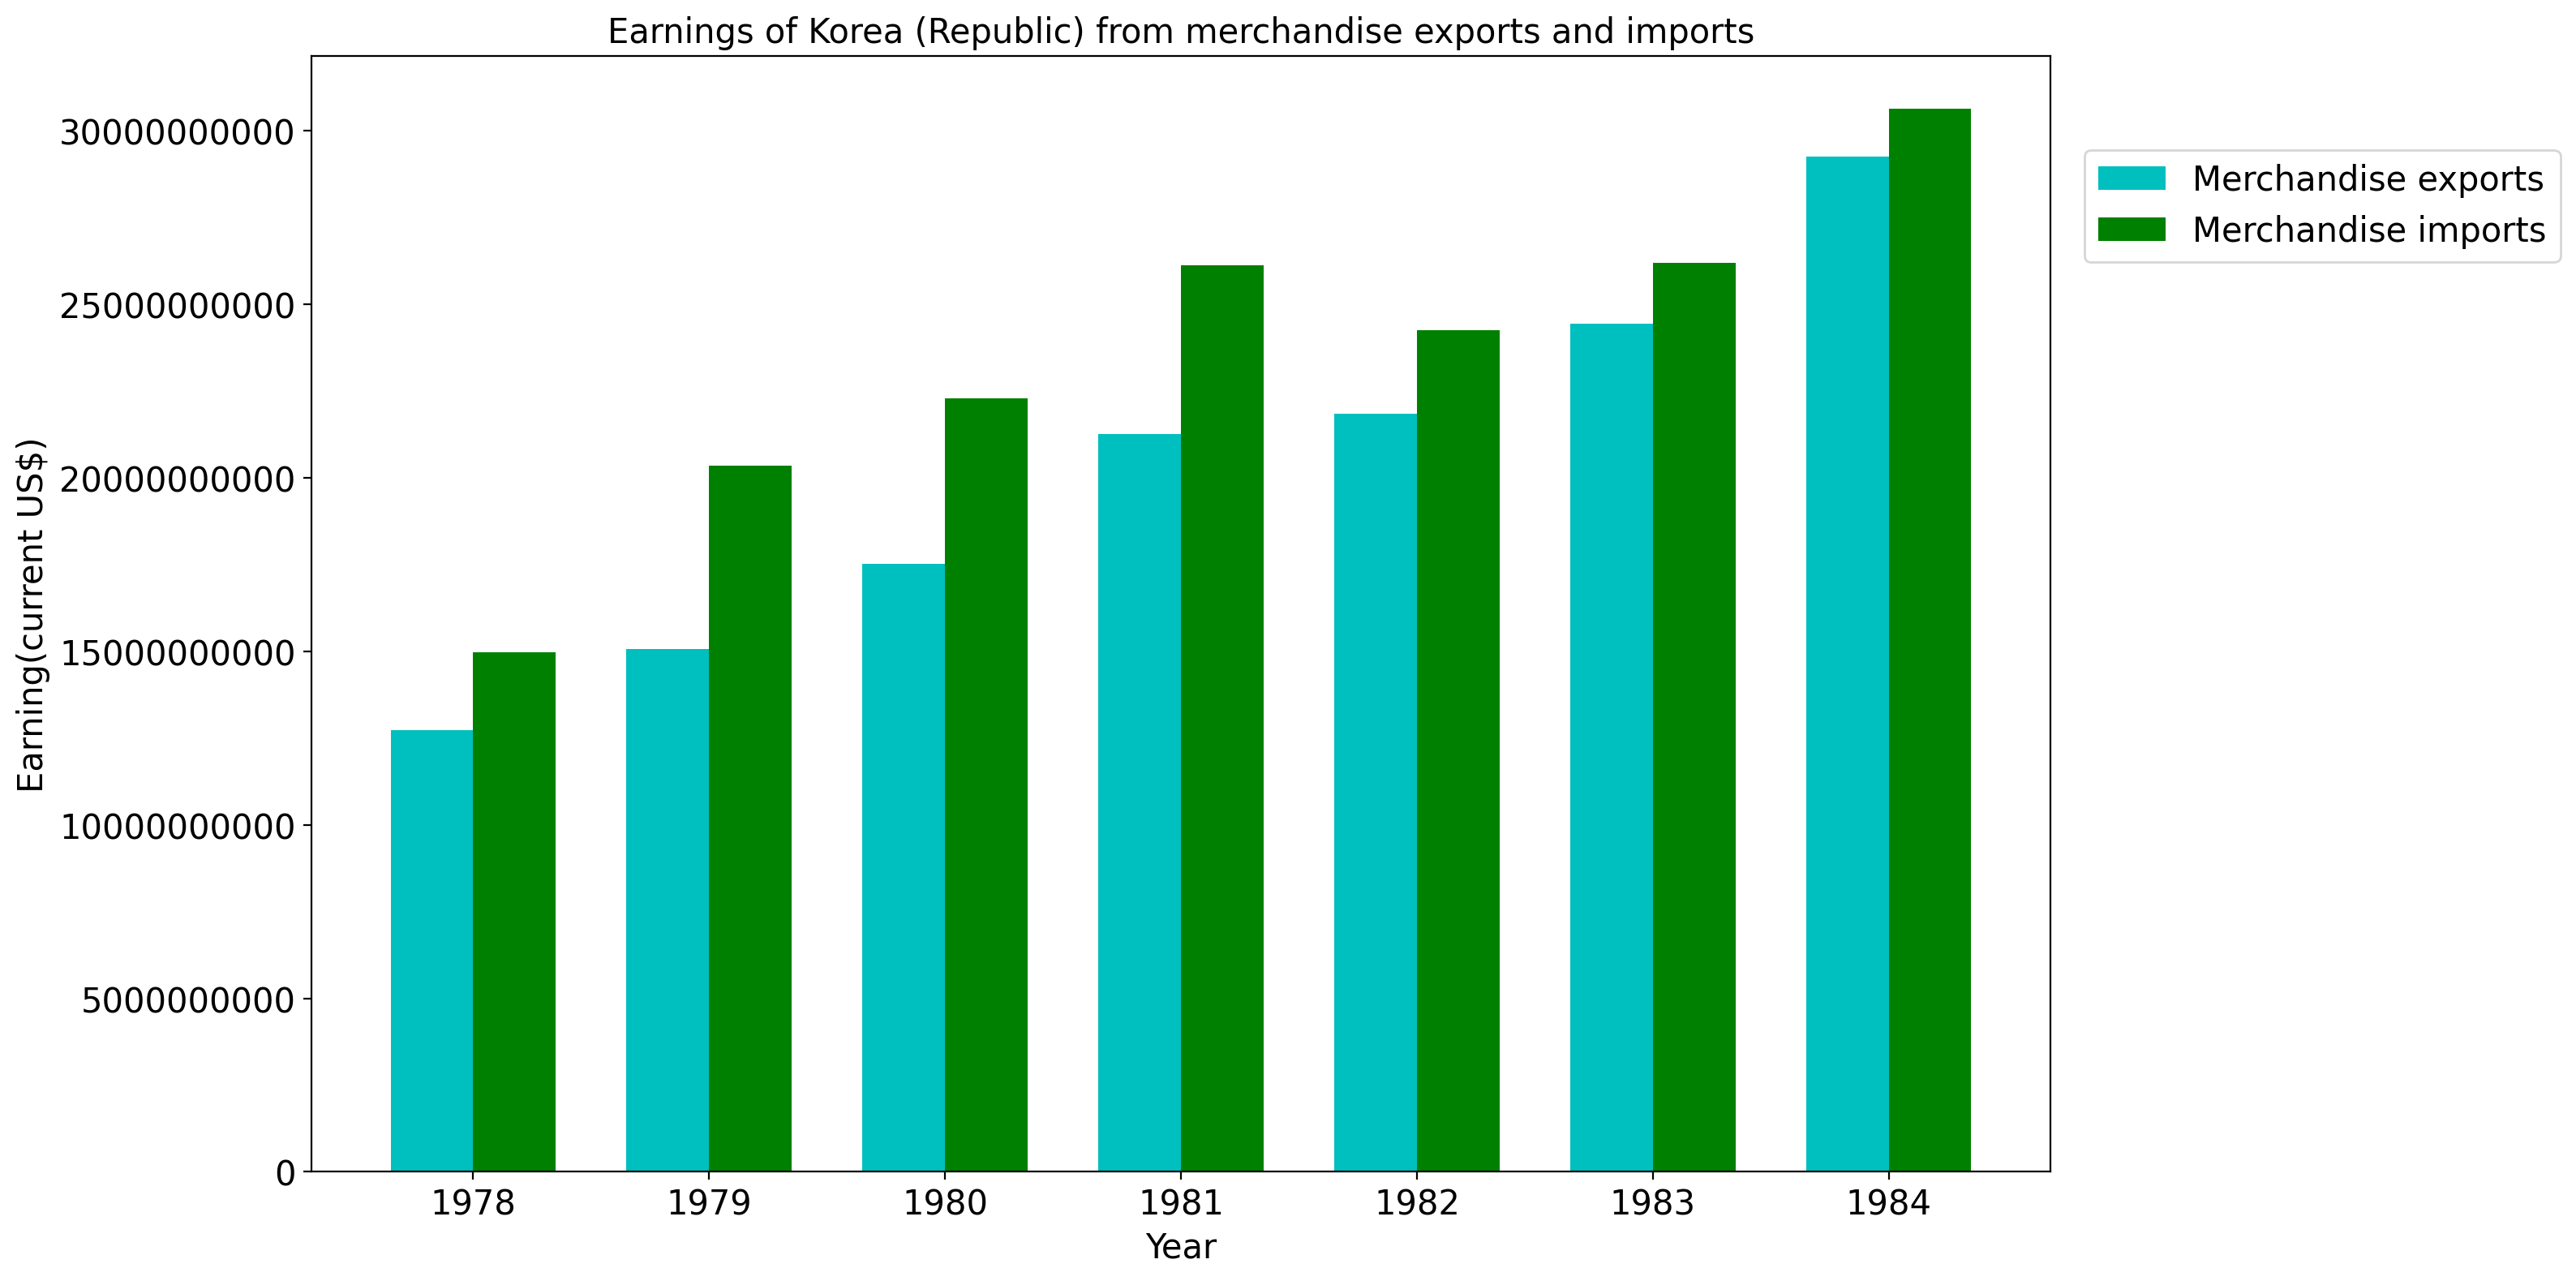 Earnings of Korea (Republic) from merchandise exports and imports
Earning(current US$)
30000000000
25000000000
20000000000
15000000000
10000000000
5000000000
0
1978 1979 1980 1981 1982 1983 1984
Year
Merchandise exports
Merchandise imports